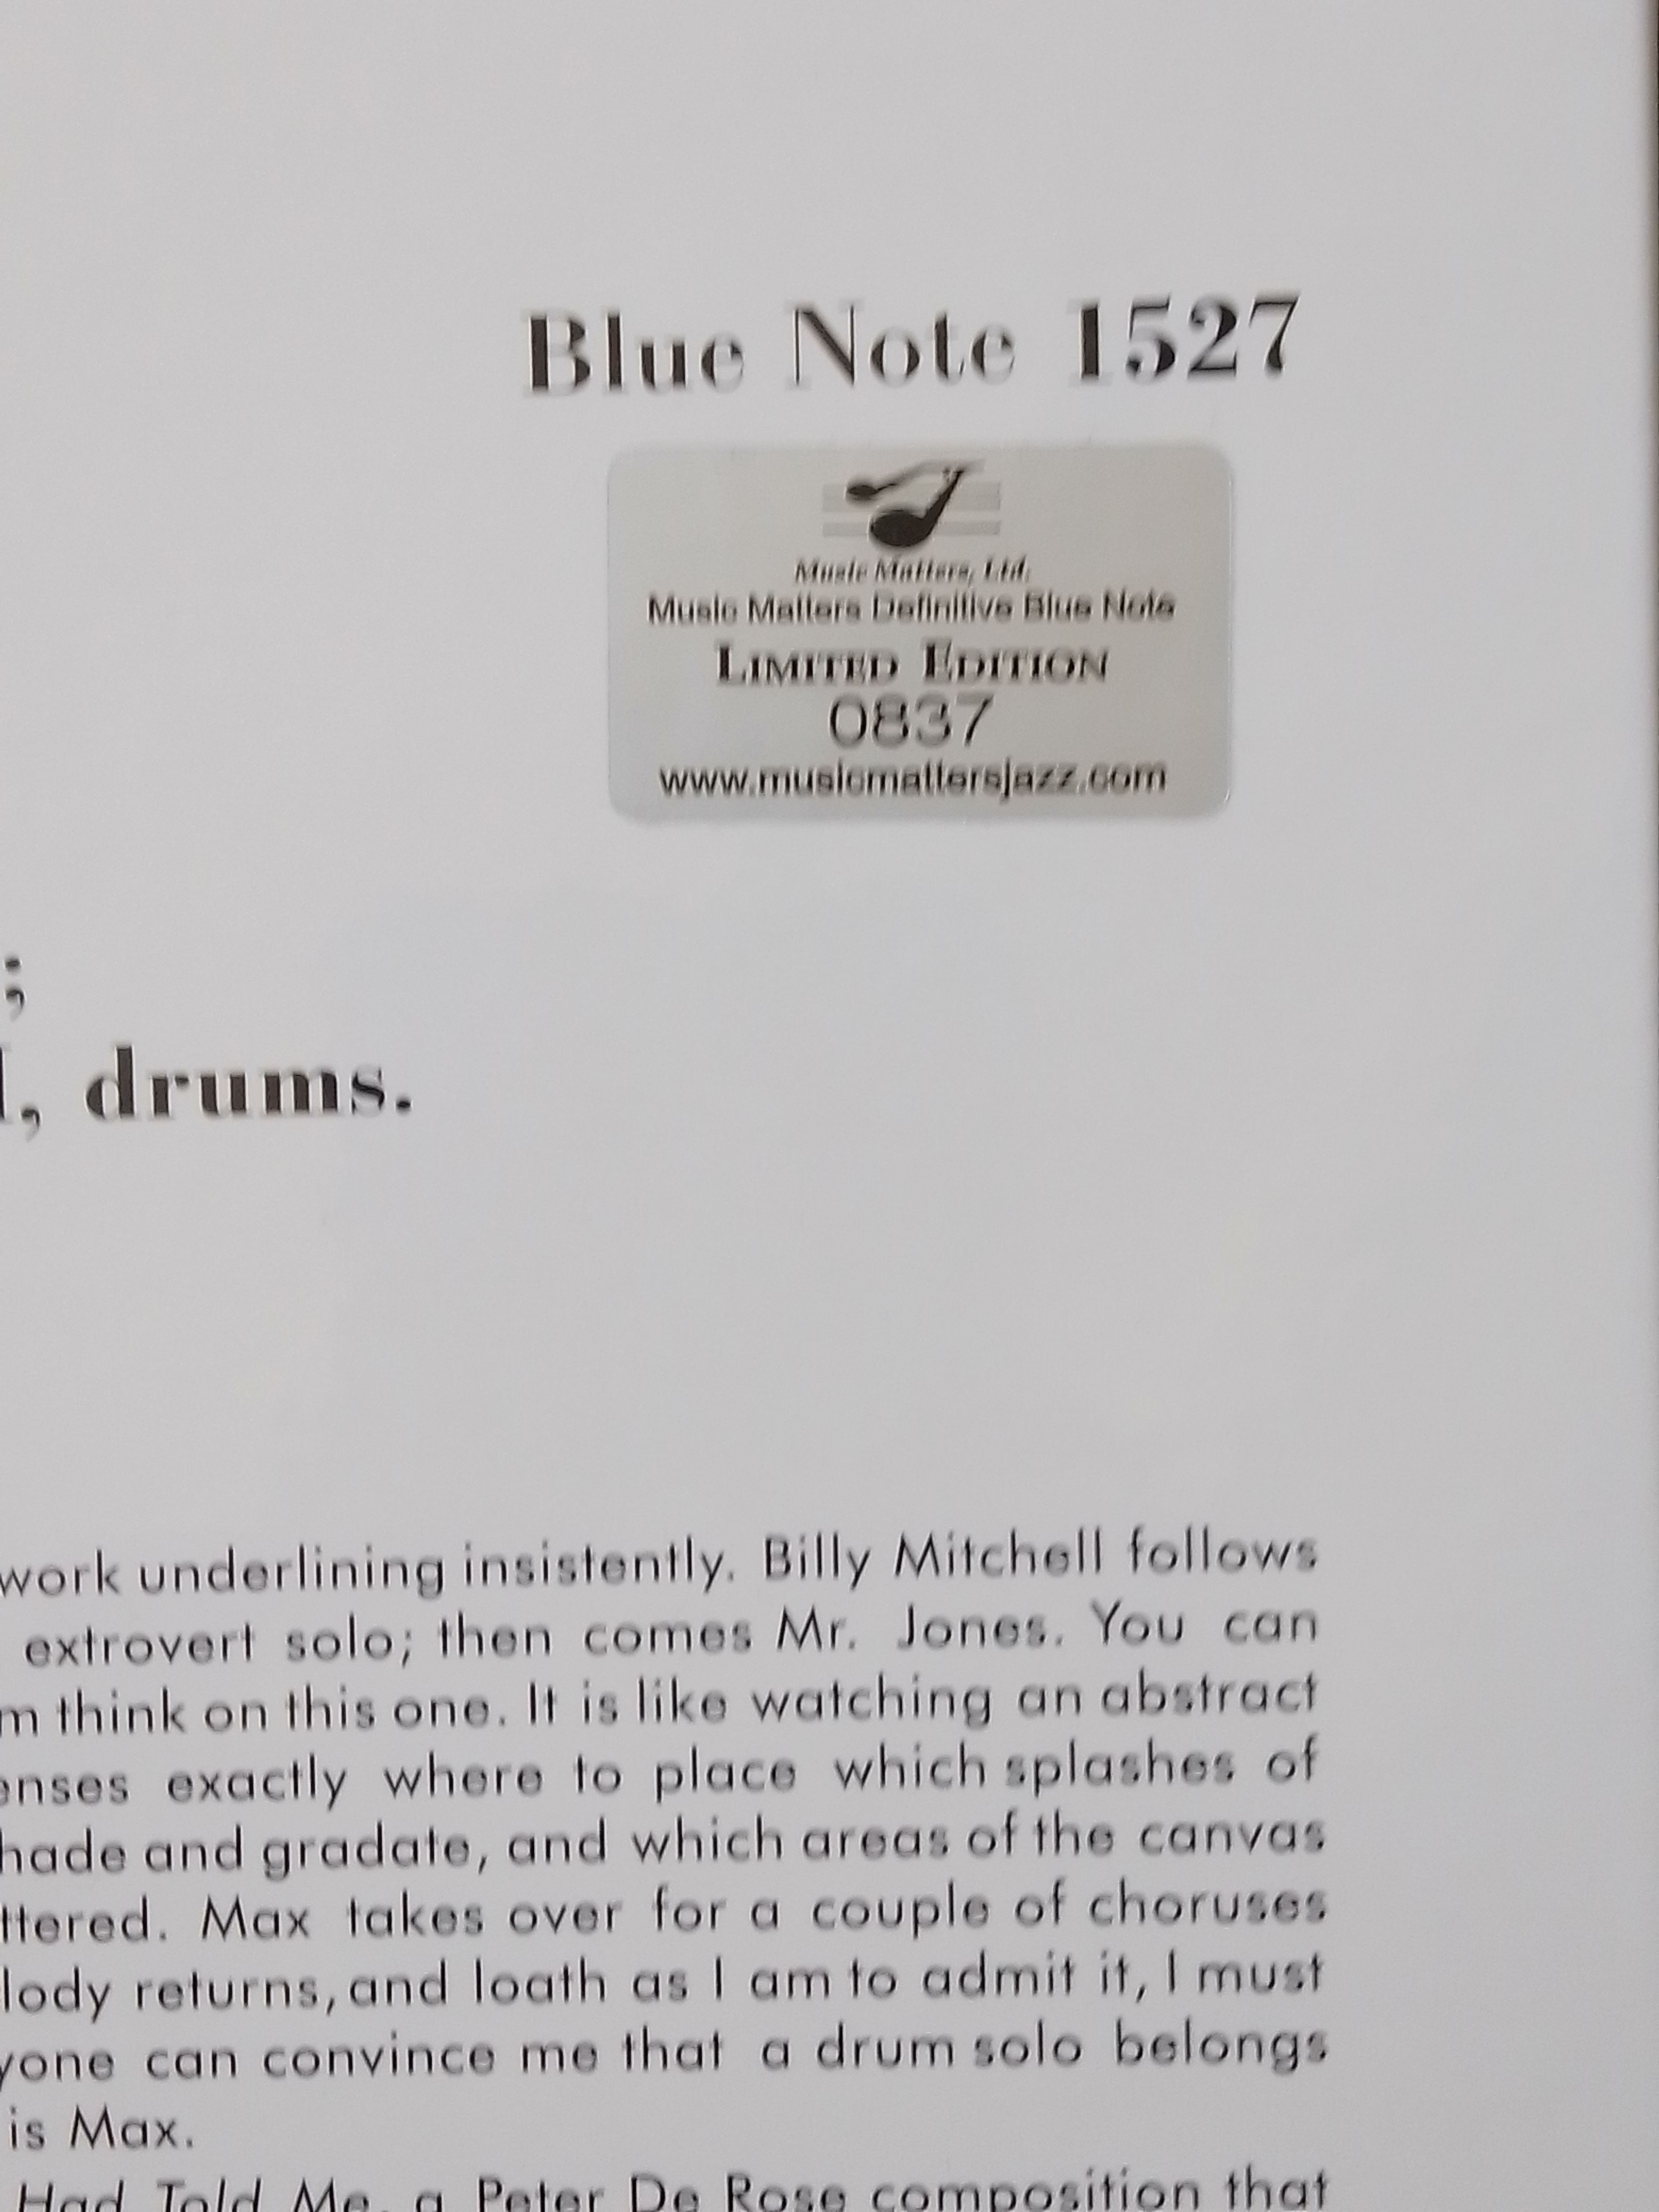 Blue Note 1527
Music Matters, Ltd.
Music Matters Definitive Blue Note
LIMITED EDITION
0837
www.musicmattersjazz.com
;
, drums.
work underlining insistently. Billy Mitchell follows
extrovert solo; then comes Mr. Jones. You can
m think on this one. It is like watching an abstract
enses exactly where to place which splashes of
hade and gradate, and which areas of the canvas
ttered. Max takes over for a couple of choruses
lody returns, and loath as I am to admit it, I must
yone can convince me that a drum solo belongs
is Max.
Had Told Me, a Peter De Rose composition that